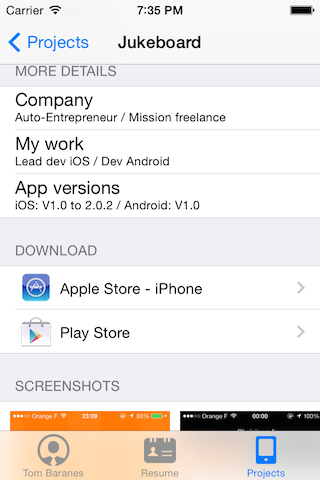 Carrier 7:35 PM
Projects Jukeboard
MORE DETAILS
Company
Auto-Entrepreneur / Mission freelance
My work
Lead dev iOS / Dev Android
App versions
iOS: V1.0 to 2.0.2 / Android: V1.0
DOWNLOAD
Apple Store - iPhone
Play Store
SCREENSHOTS
Orange F 23:09 93% Orange F 00:00 100%
Tom Baranes Resume Projects